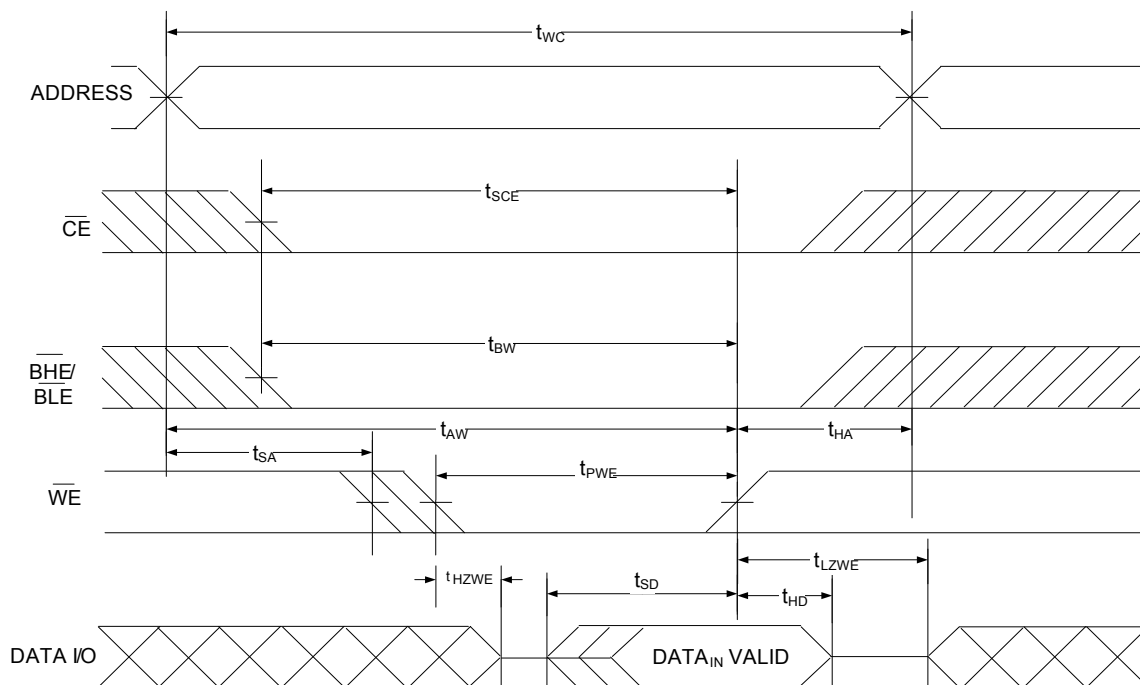 tWC
ADDRESS
tSCE
CE
tBW
BHE/
BLE
tAW
tHA
tSA
tPWE
WE
tLZWE
tHZWE
tSD
tHD
DATA I/O
DATAIN VALID